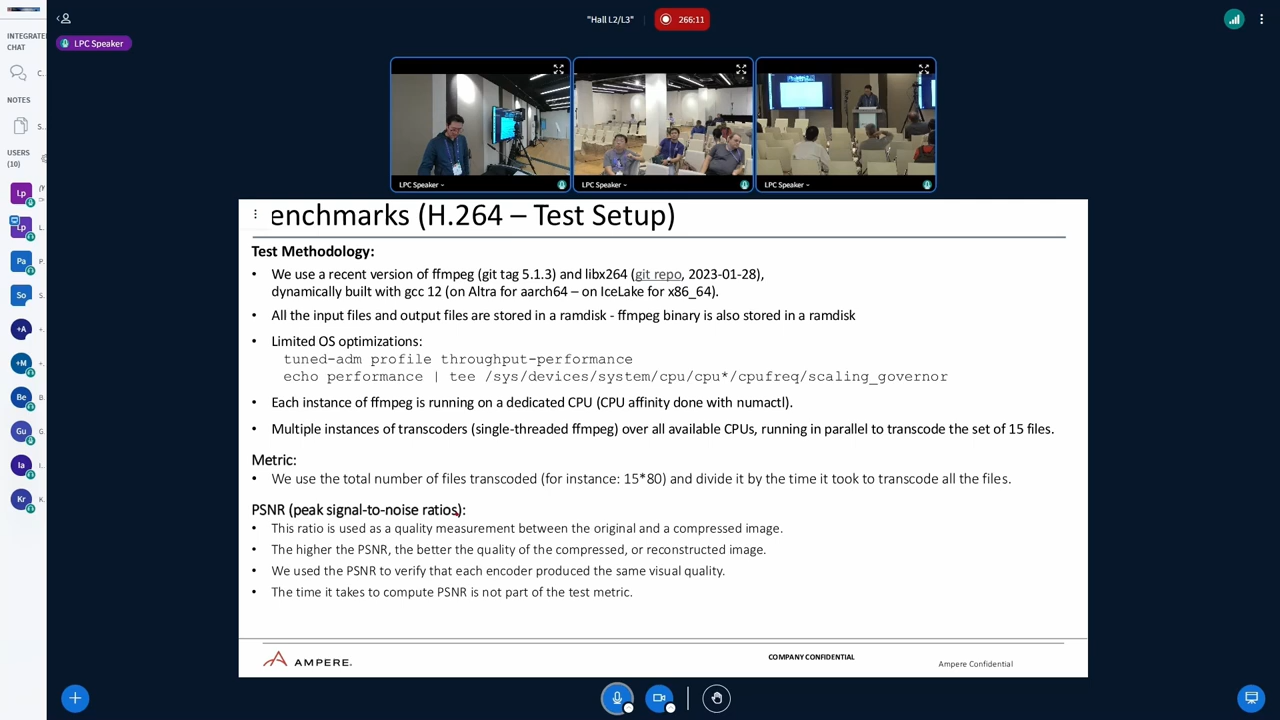 "Hall L2/L3"
266:11
INTEGRATE
CHAT
LPC Speaker
C.
NOTES
S..
USERS
(10)
LPC Speaker
LPC Speaker
LPC Speaker
Lp
Lp
L.
Pa
P.
So
S.
+A
+.
+M
+.
Be
B.
Gu
G.
Ia
I..
Kr
K.
enchmarks (H.264 – Test Setup)
Test Methodology:
• We use a recent version of ffmpeg (git tag 5.1.3) and libx264 (git repo, 2023-01-28),
dynamically built with gcc 12 (on Altra for aarch64 – on IceLake for x86_64).
• All the input files and output files are stored in a ramdisk - ffmpeg binary is also stored in a ramdisk
• Limited OS optimizations:
tuned-adm profile throughput-performance
echo performance | tee /sys/devices/system/cpu/cpu*/cpufreq/scaling_governor
• Each instance of ffmpeg is running on a dedicated CPU (CPU affinity done with numactl).
• Multiple instances of transcoders (single-threaded ffmpeg) over all available CPUs, running in parallel to transcode the set of 15 files.
Metric:
• We use the total number of files transcoded (for instance: 15*80) and divide it by the time it took to transcode all the files.
PSNR (peak signal-to-noise ratios):
• This ratio is used as a quality measurement between the original and a compressed image.
• The higher the PSNR, the better the quality of the compressed, or reconstructed image.
• We used the PSNR to verify that each encoder produced the same visual quality.
• The time it takes to compute PSNR is not part of the test metric.
AMPERE.
COMPANY CONFIDENTIAL
Ampere Confidential